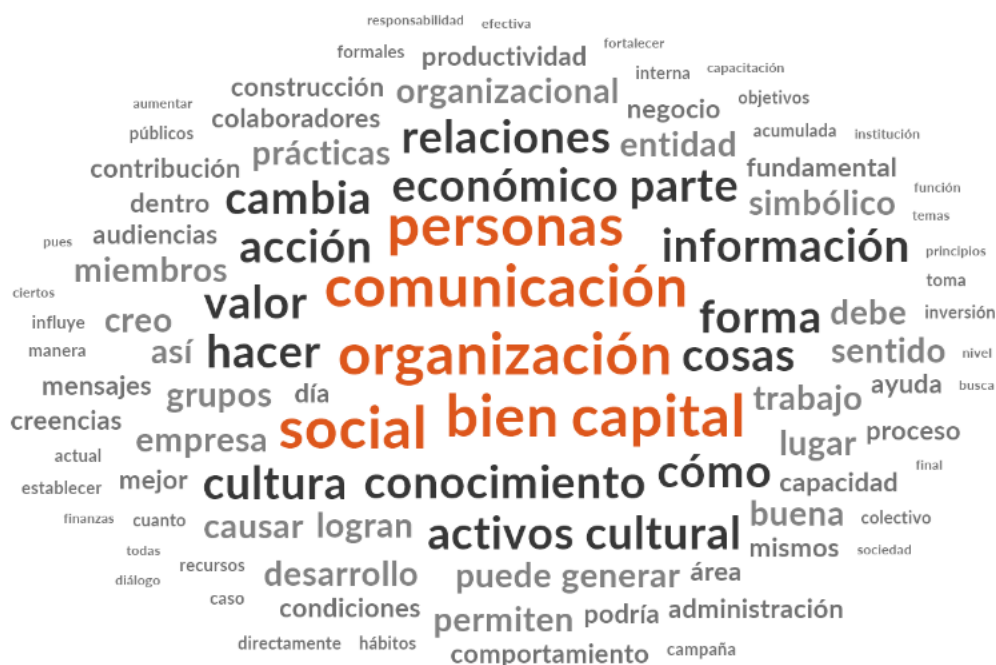 responsabilidad efectiva
formales productividad fortalecer
construcción organizacional interna capacitación
aumentar colaboradores negocio objetivos
públicos prácticas relaciones entidad acumulada institución
contribución económico parte fundamental
dentro cambia simbólico función
pues audiencias acción personas información temas
miembros principios
ciertos valor comunicación toma
influye creo forma debe inversión
manera así hacer organización cosas sentido nivel
mensajes grupos día trabajo ayuda busca
creencias social bien capital
actual empresa lugar proceso
establecer mejor cultura conocimiento cómo capacidad final
finanzas cuanto causar logran activos cultural buena colectivo
todas mismos sociedad
diálogo recursos desarrollo puede generar área
caso condiciones permiten podría administración
directamente hábitos comportamiento campaña